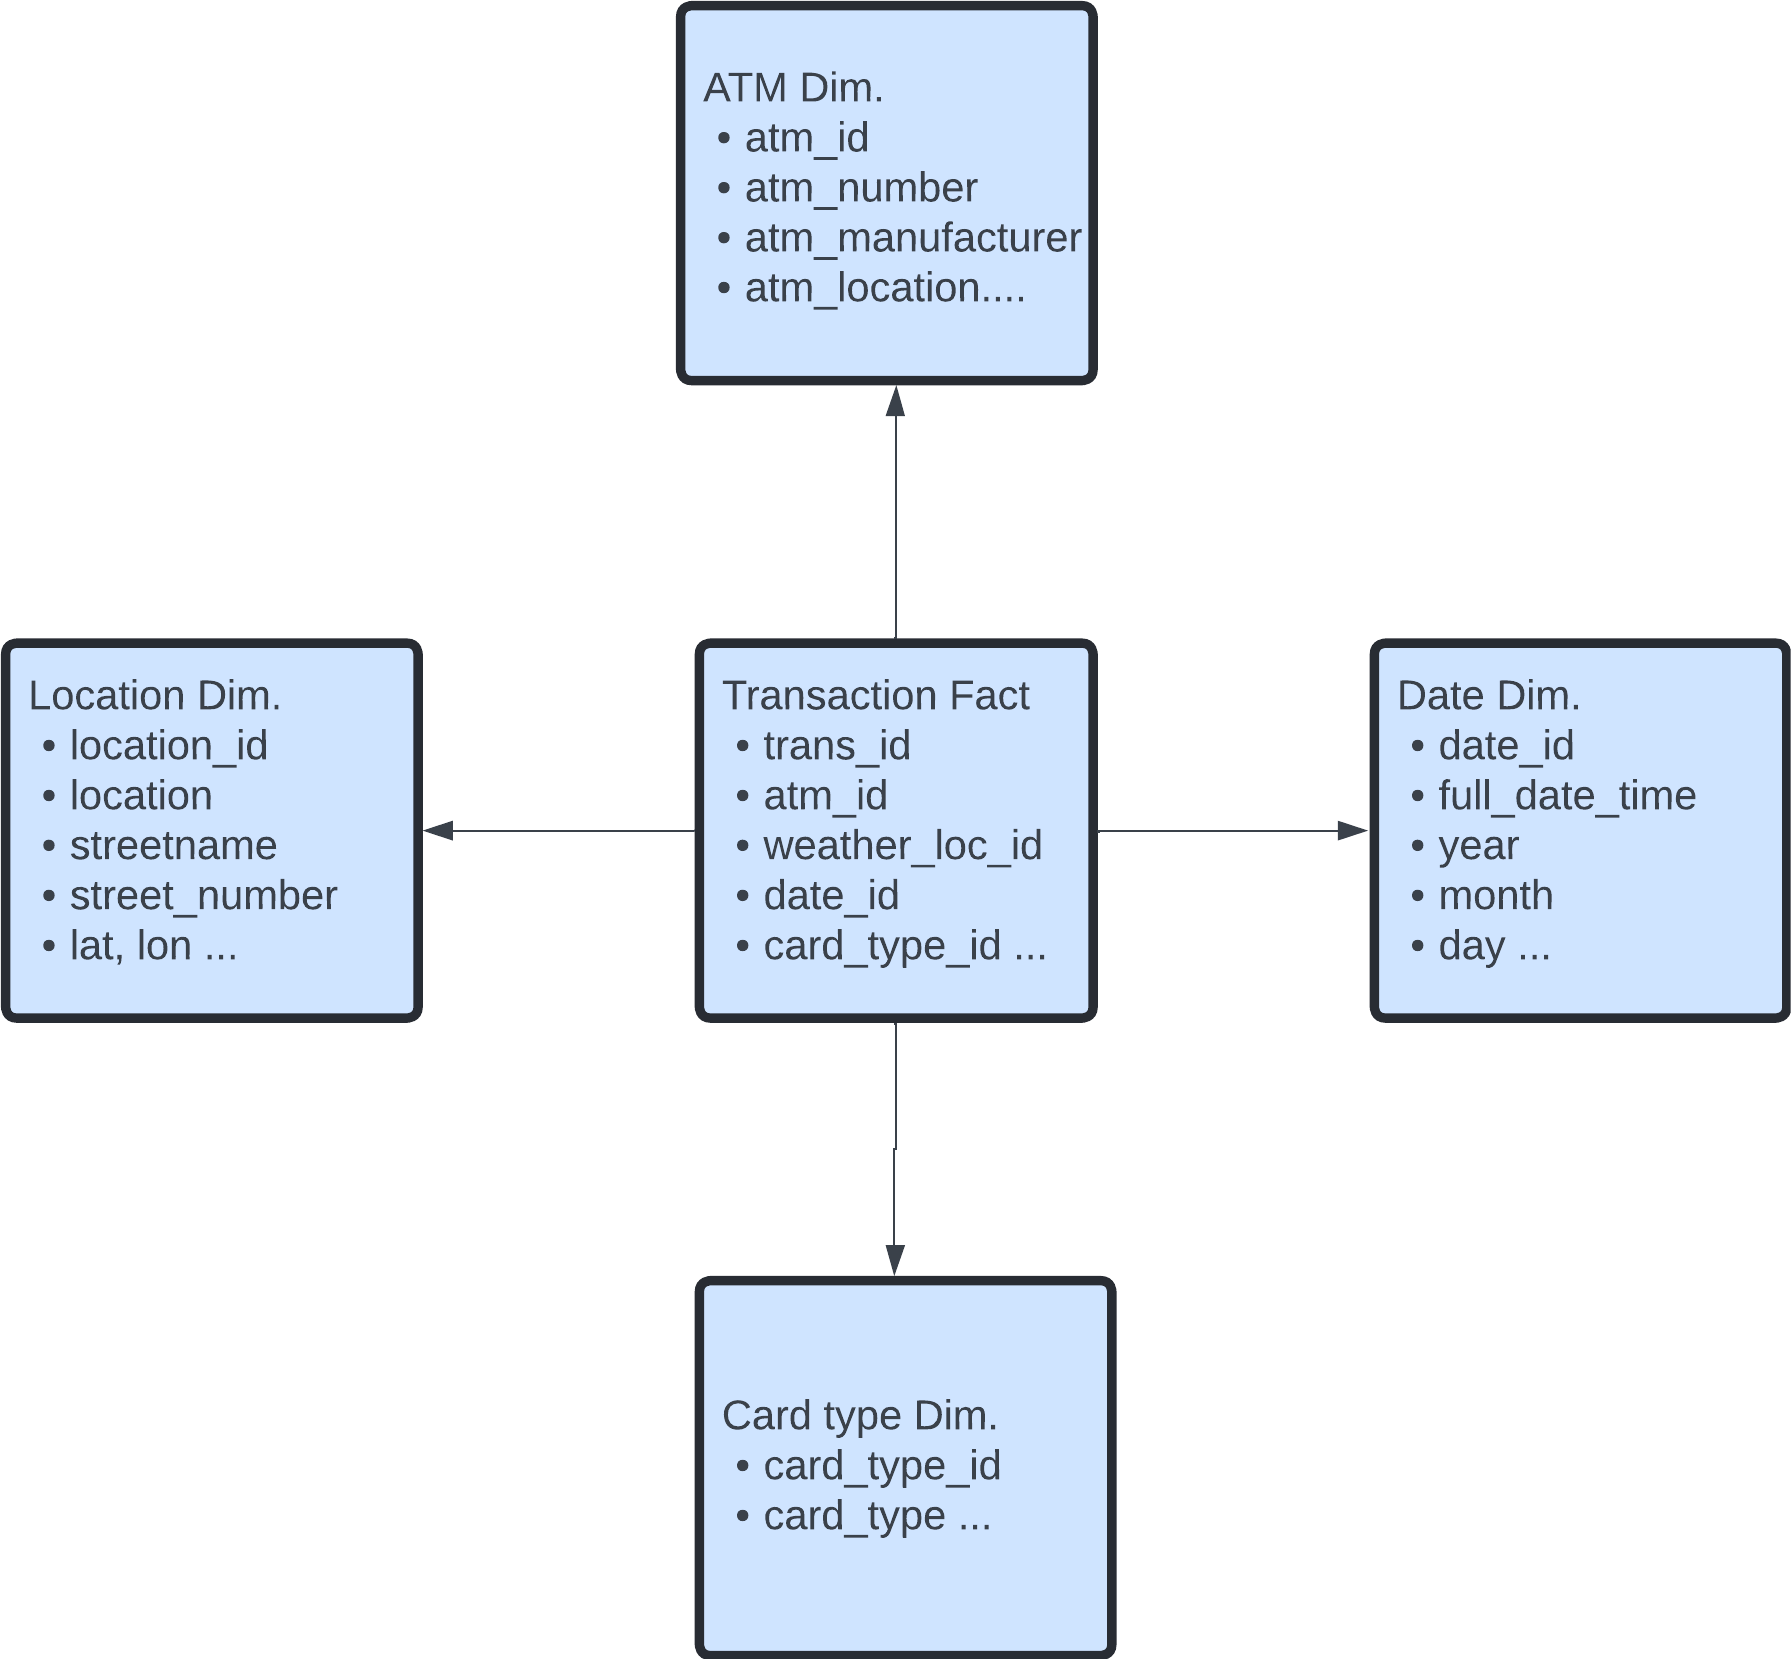 ATM Dim.
• atm_id
• atm_number
• atm_manufacturer
• atm_location....
Location Dim.
• location_id
• location
• streetname
• street_number
• lat, lon ...
Transaction Fact
• trans_id
• atm_id
• weather_loc_id
• date_id
• card_type_id ...
Date Dim.
• date_id
• full_date_time
• year
• month
• day ...
Card type Dim.
• card_type_id
• card_type ...